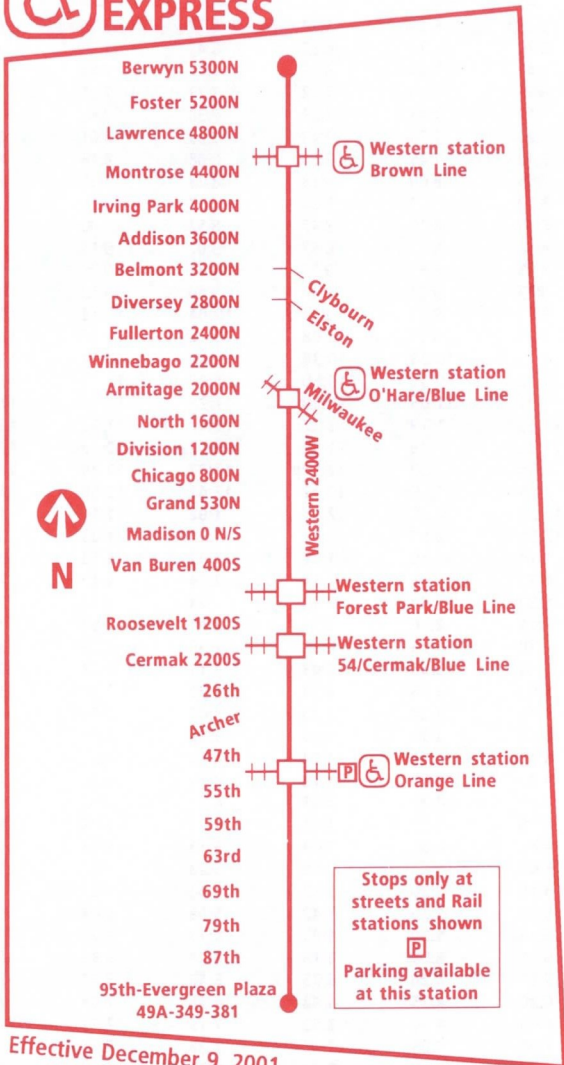 EXPRESS
Berwyn 5300N
Foster 5200N
Lawrence 4800N
Western station
Brown Line
Montrose 4400N
Irving Park 4000N
Addison 3600N
Belmont 3200N
Clybourn
Diversey 2800N
Elston
Fullerton 2400N
Winnebago 2200N
Western station
O'Hare/Blue Line
Armitage 2000N
Milwaukee
North 1600N
Division 1200N
Western 2400W
Chicago 800N
Grand 530N
Madison 0 N/S
N
Van Buren 400S
Western station
Forest Park/Blue Line
Roosevelt 1200S
Western station
54/Cermak/Blue Line
Cermak 2200S
26th
Archer
47th
P
Western station
Orange Line
55th
59th
63rd
69th
79th
87th
95th-Evergreen Plaza
49A-349-381
Stops only at
streets and Rail
stations shown
P
Parking available
at this station
Effective December 9, 2001